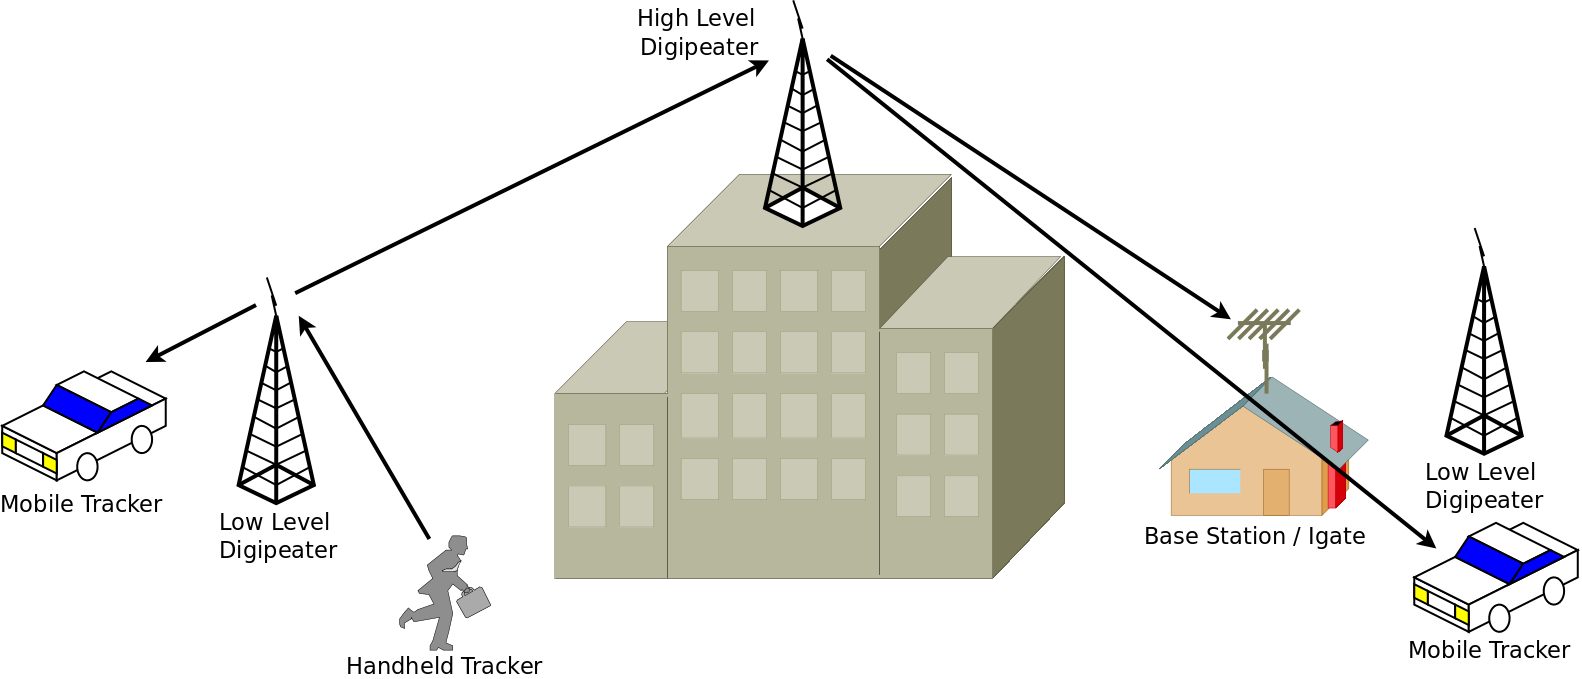 High Level
Digipeater
Mobile Tracker
Low Level
Digipeater
Handheld Tracker
Base Station / Igate
Low Level
Digipeater
Mobile Tracker